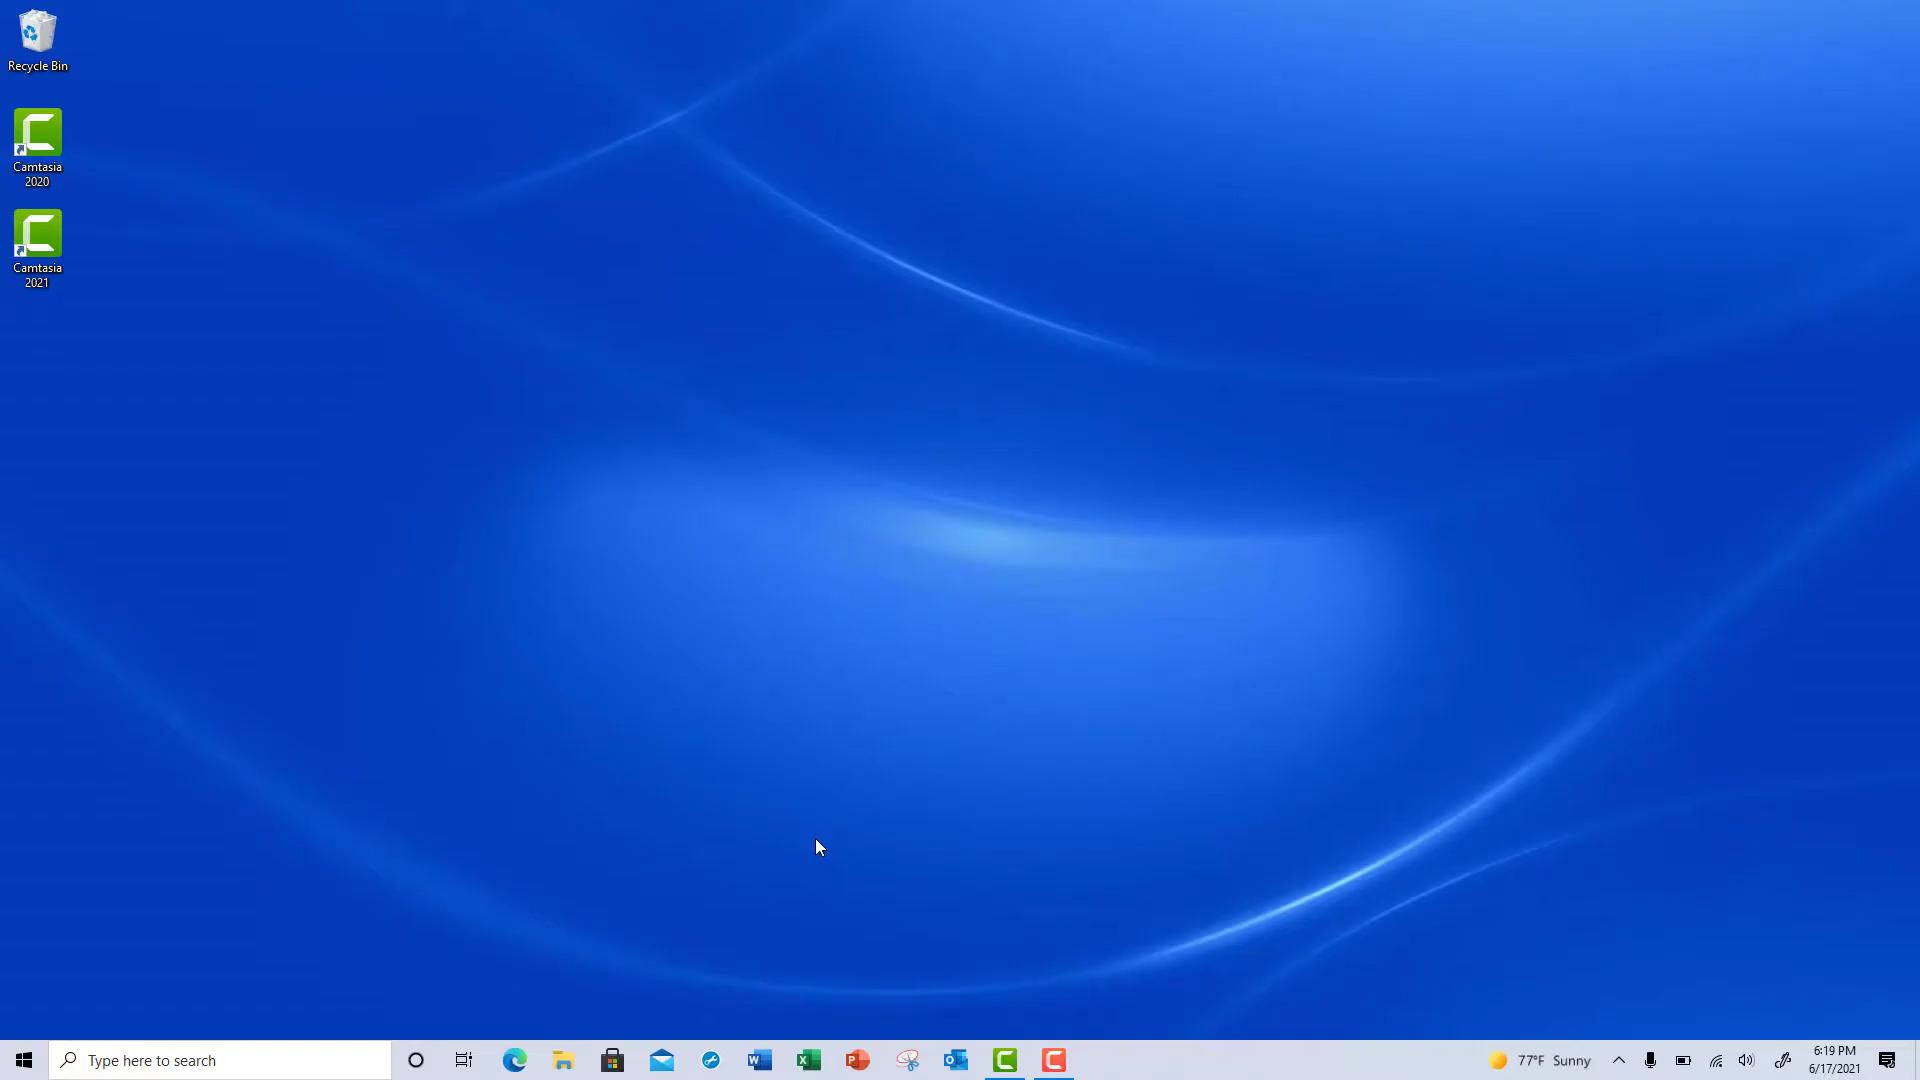 Recycle Bin
Camtasia
2020
Camtasia
2021
Type here to search
77°F Sunny
6:19 PM
6/17/2021